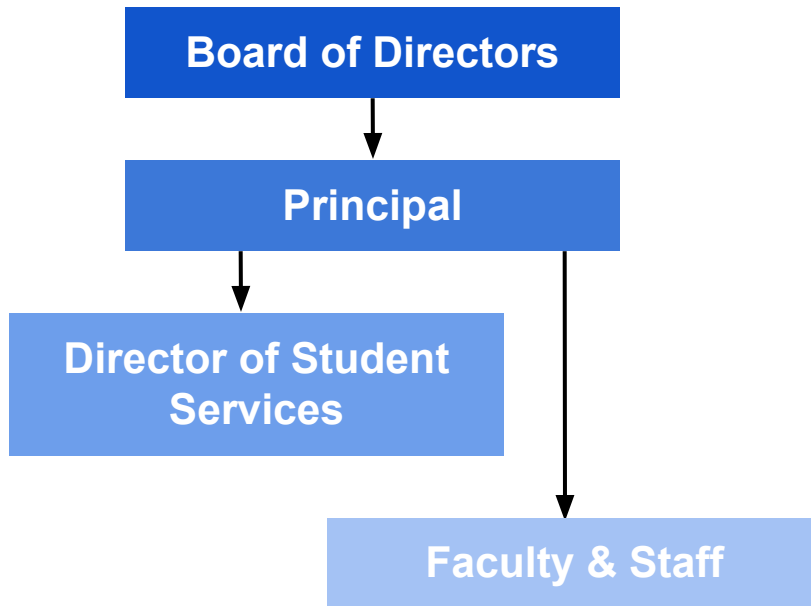 Board of Directors
Principal
Director of Student
Services
Faculty & Staff